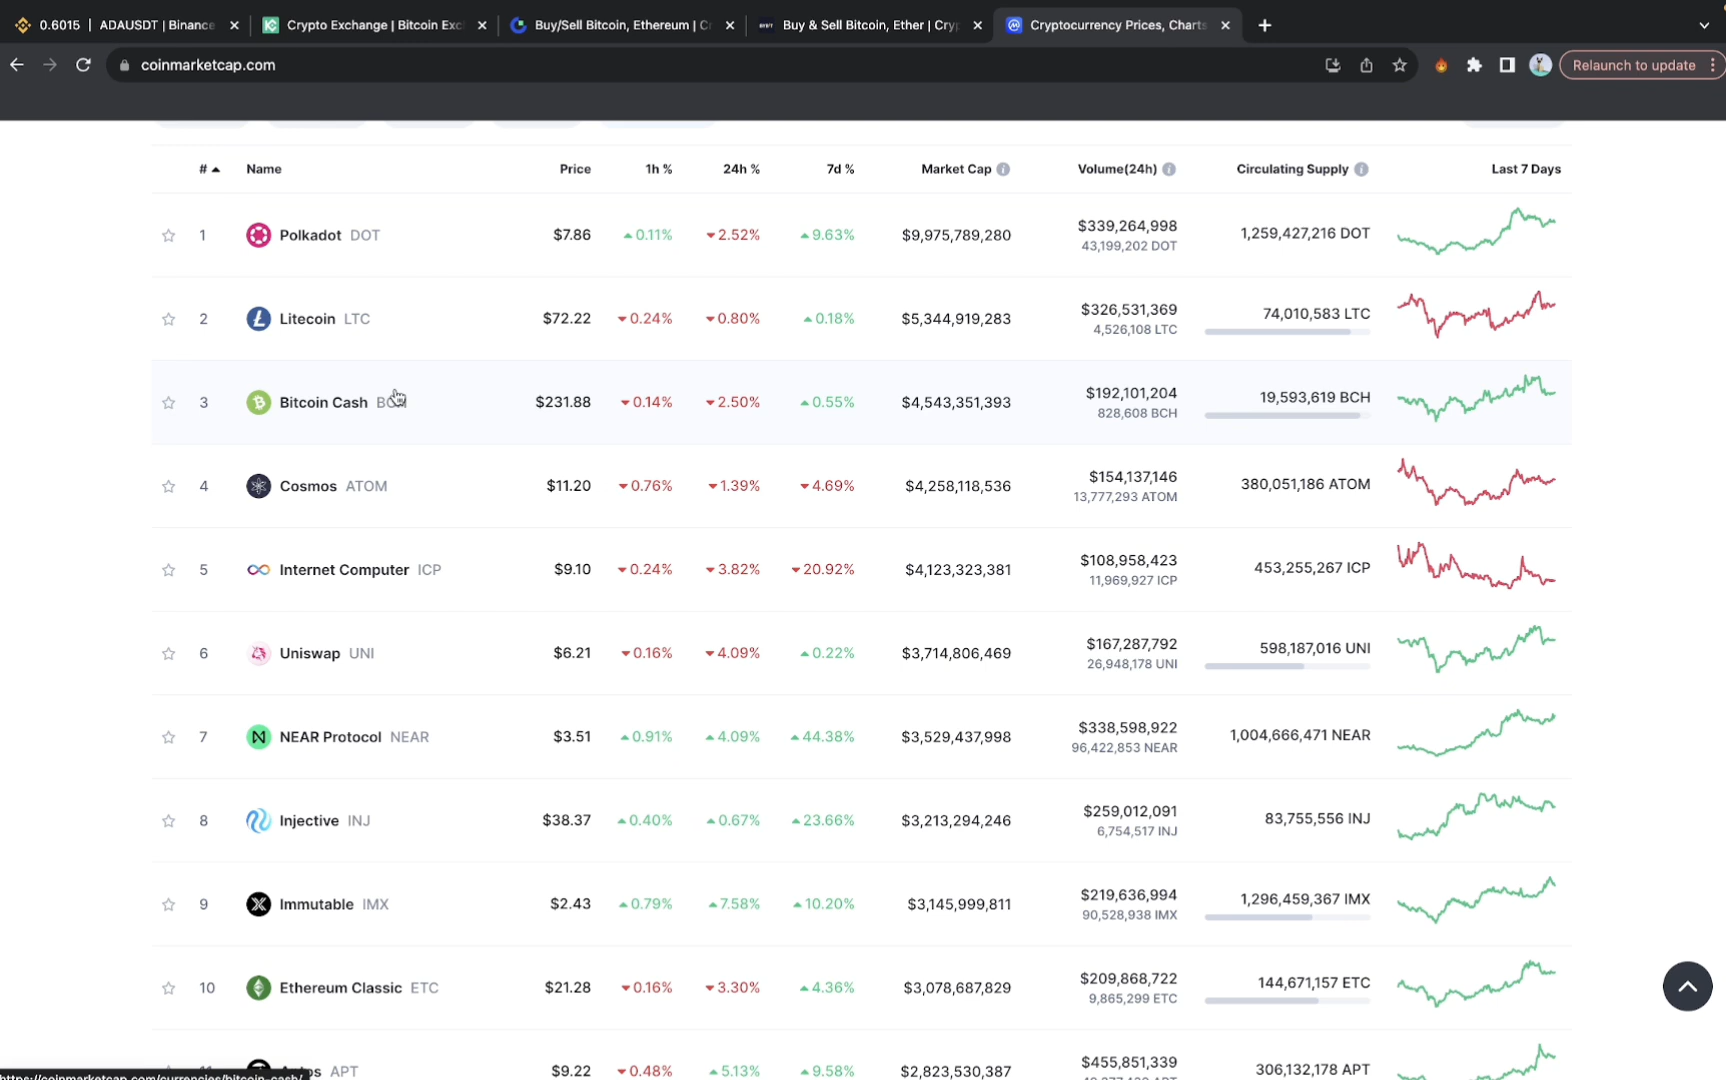 0.6015 | ADAUSDT | Binance
Crypto Exchange | Bitcoin Exc
Buy/Sell Bitcoin, Ethereum | C
Buy & Sell Bitcoin, Ether | Cryp
Cryptocurrency Prices, Charts
coinmarketcap.com
Relaunch to update
# Name Price 1h % 24h % 7d % Market Cap Volume(24h) Circulating Supply Last 7 Days
1 Polkadot DOT $7.86 0.11% 2.52% 9.63% $9,975,789,280 $339,264,998 1,259,427,216 DOT
43,199,202 DOT
2 Litecoin LTC $72.22 0.24% 0.80% 0.18% $5,344,919,283 $326,531,369 74,010,583 LTC
4,526,108 LTC
3 Bitcoin Cash $231.88 0.14% 2.50% 0.55% $4,543,351,393 $192,101,204 19,593,619 BCH
828,608 BCH
4 Cosmos ATOM $11.20 0.76% 1.39% 4.69% $4,258,118,536 $154,137,146 380,051,186 ATOM
13,777,293 ATOM
5 Internet Computer ICP $9.10 0.24% 3.82% 20.92% $4,123,323,381 $108,958,423 453,255,267 ICP
11,969,927 ICP
6 Uniswap UNI $6.21 0.16% 4.09% 0.22% $3,714,806,469 $167,287,792 598,187,016 UNI
26,948,178 UNI
7 NEAR Protocol NEAR $3.51 0.91% 4.09% 44.38% $3,529,437,998 $338,598,922 1,004,666,471 NEAR
96,422,853 NEAR
8 Injective INJ $38.37 0.40% 0.67% 23.66% $3,213,294,246 $259,012,091 83,755,556 INJ
6,754,517 INJ
9 Immutable IMX $2.43 0.79% 7.58% 10.20% $3,145,999,811 $219,636,994 1,296,459,367 IMX
90,528,938 IMX
10 Ethereum Classic ETC $21.28 0.16% 3.30% 4.36% $3,078,687,829 $209,868,722 144,671,157 ETC
9,865,299 ETC
APT $9.22 0.48% 5.13% 9.58% $2,823,530,387 $455,851,339 306,132,178 APT
https://coinmarketcap.com/currencies/bitcoin-cash/